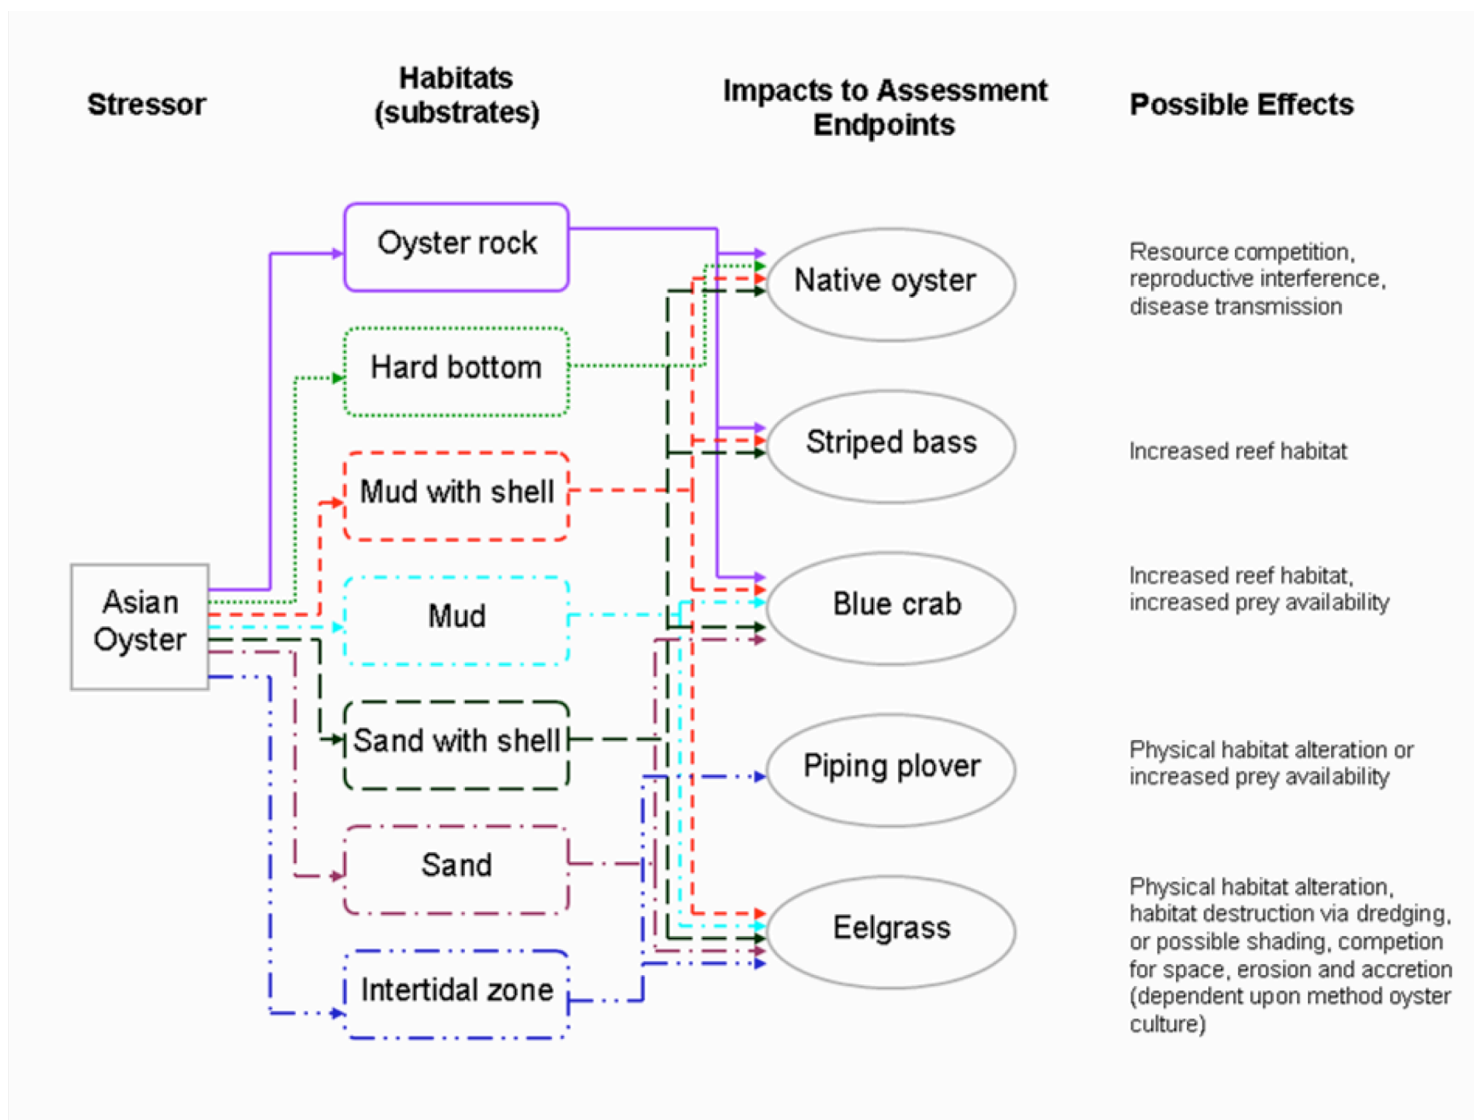 Stressor
Habitats
(substrates)
Impacts to Assessment
Endpoints
Possible Effects
Asian
Oyster
Oyster rock
Hard bottom
Mud with shell
Mud
Sand with shell
Sand
Intertidal zone
Native oyster
Striped bass
Blue crab
Piping plover
Eelgrass
Resource competition,
reproductive interference,
disease transmission
Increased reef habitat
Increased reef habitat,
increased prey availability
Physical habitat alteration or
increased prey availability
Physical habitat alteration,
habitat destruction via dredging,
or possible shading, competion
for space, erosion and accretion
(dependent upon method oyster
culture)